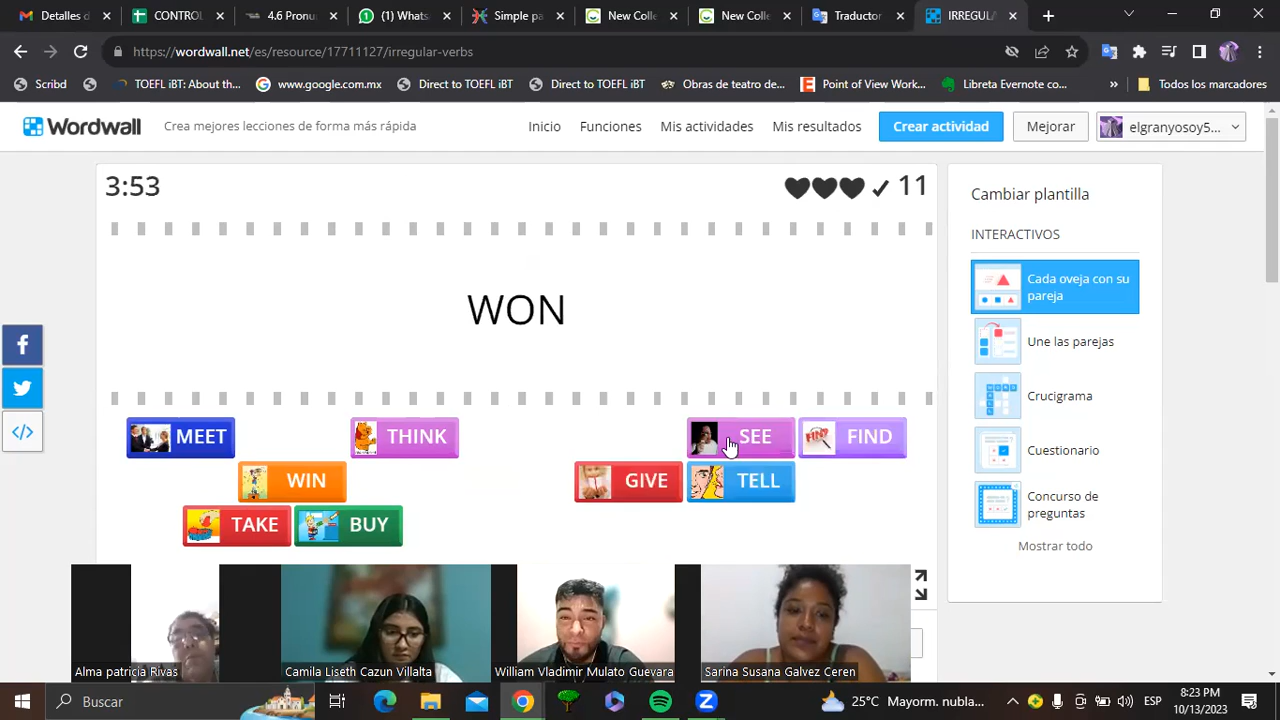 Detalles d
CONTROL
4.6 Pronu
(1) Whats
Simple pa
New Colle
New Colle
Traductor
IRREGULA
https://wordwall.net/es/resource/17711127/irregular-verbs
Scribd
TOEFL iBT: About th...
www.google.com.mx
Direct to TOEFL iBT
Direct to TOEFL iBT
Obras de teatro de...
Point of View Work...
Libreta Evernote co...
»
Todos los marcadores
Wordwall
Crea mejores lecciones de forma más rápida
Inicio
Funciones
Mis actividades
Mis resultados
Crear actividad
Mejorar
elgranyosoy5...
3:53
11
WON
MEET
THINK
SEE
FIND
WIN
GIVE
TELL
TAKE
BUY
Cambiar plantilla
INTERACTIVOS
Cada oveja con su
pareja
Une las parejas
Crucigrama
Cuestionario
Concurso de
preguntas
Mostrar todo
Alma patricia Rivas
Camila Liseth Cazun Villalta
William Vladimir Mulato Guevara
Sarina Susana Galvez Ceren
Buscar
25°C Mayorm. nubla...
ESP
8:23 PM
10/13/2023